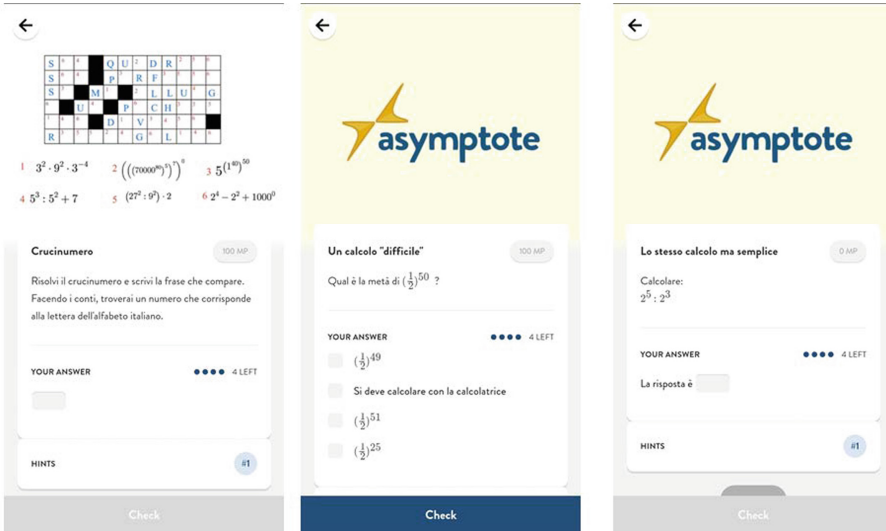 Q U D R
P R F
M L L U G
U P C H
D V
R G L
1 3² · 9² · 3⁻⁴
2 (((70000⁸⁰)⁵)⁷)⁰
3 5(1⁴⁰)⁵⁰
4 5³ : 5² + 7
5 (27² : 9²) · 2
6 2⁴ − 2² + 1000⁰
Crucinumero
100 MP
Risolvi il crucinumero e scrivi la frase che compare.
Facendo i conti, troverai un numero che corrisponde
alla lettera dell'alfabeto italiano.
YOUR ANSWER
4 LEFT
HINTS
#1
Check
asymptote
Un calcolo "difficile"
100 MP
Qual è la metà di (1/2)⁵⁰ ?
YOUR ANSWER
4 LEFT
(1/2)⁴⁹
Si deve calcolare con la calcolatrice
(1/2)⁵¹
(1/2)²⁵
Check
asymptote
Lo stesso calcolo ma semplice
0 MP
Calcolare:
2⁵ : 2³
YOUR ANSWER
4 LEFT
La risposta è
HINTS
#1
Check